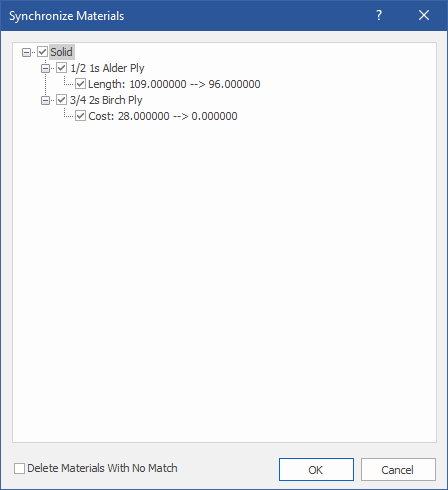 Synchronize Materials
?
Solid
1/2 1s Alder Ply
Length: 109.000000 --> 96.000000
3/4 2s Birch Ply
Cost: 28.000000 --> 0.000000
Delete Materials With No Match
OK
Cancel